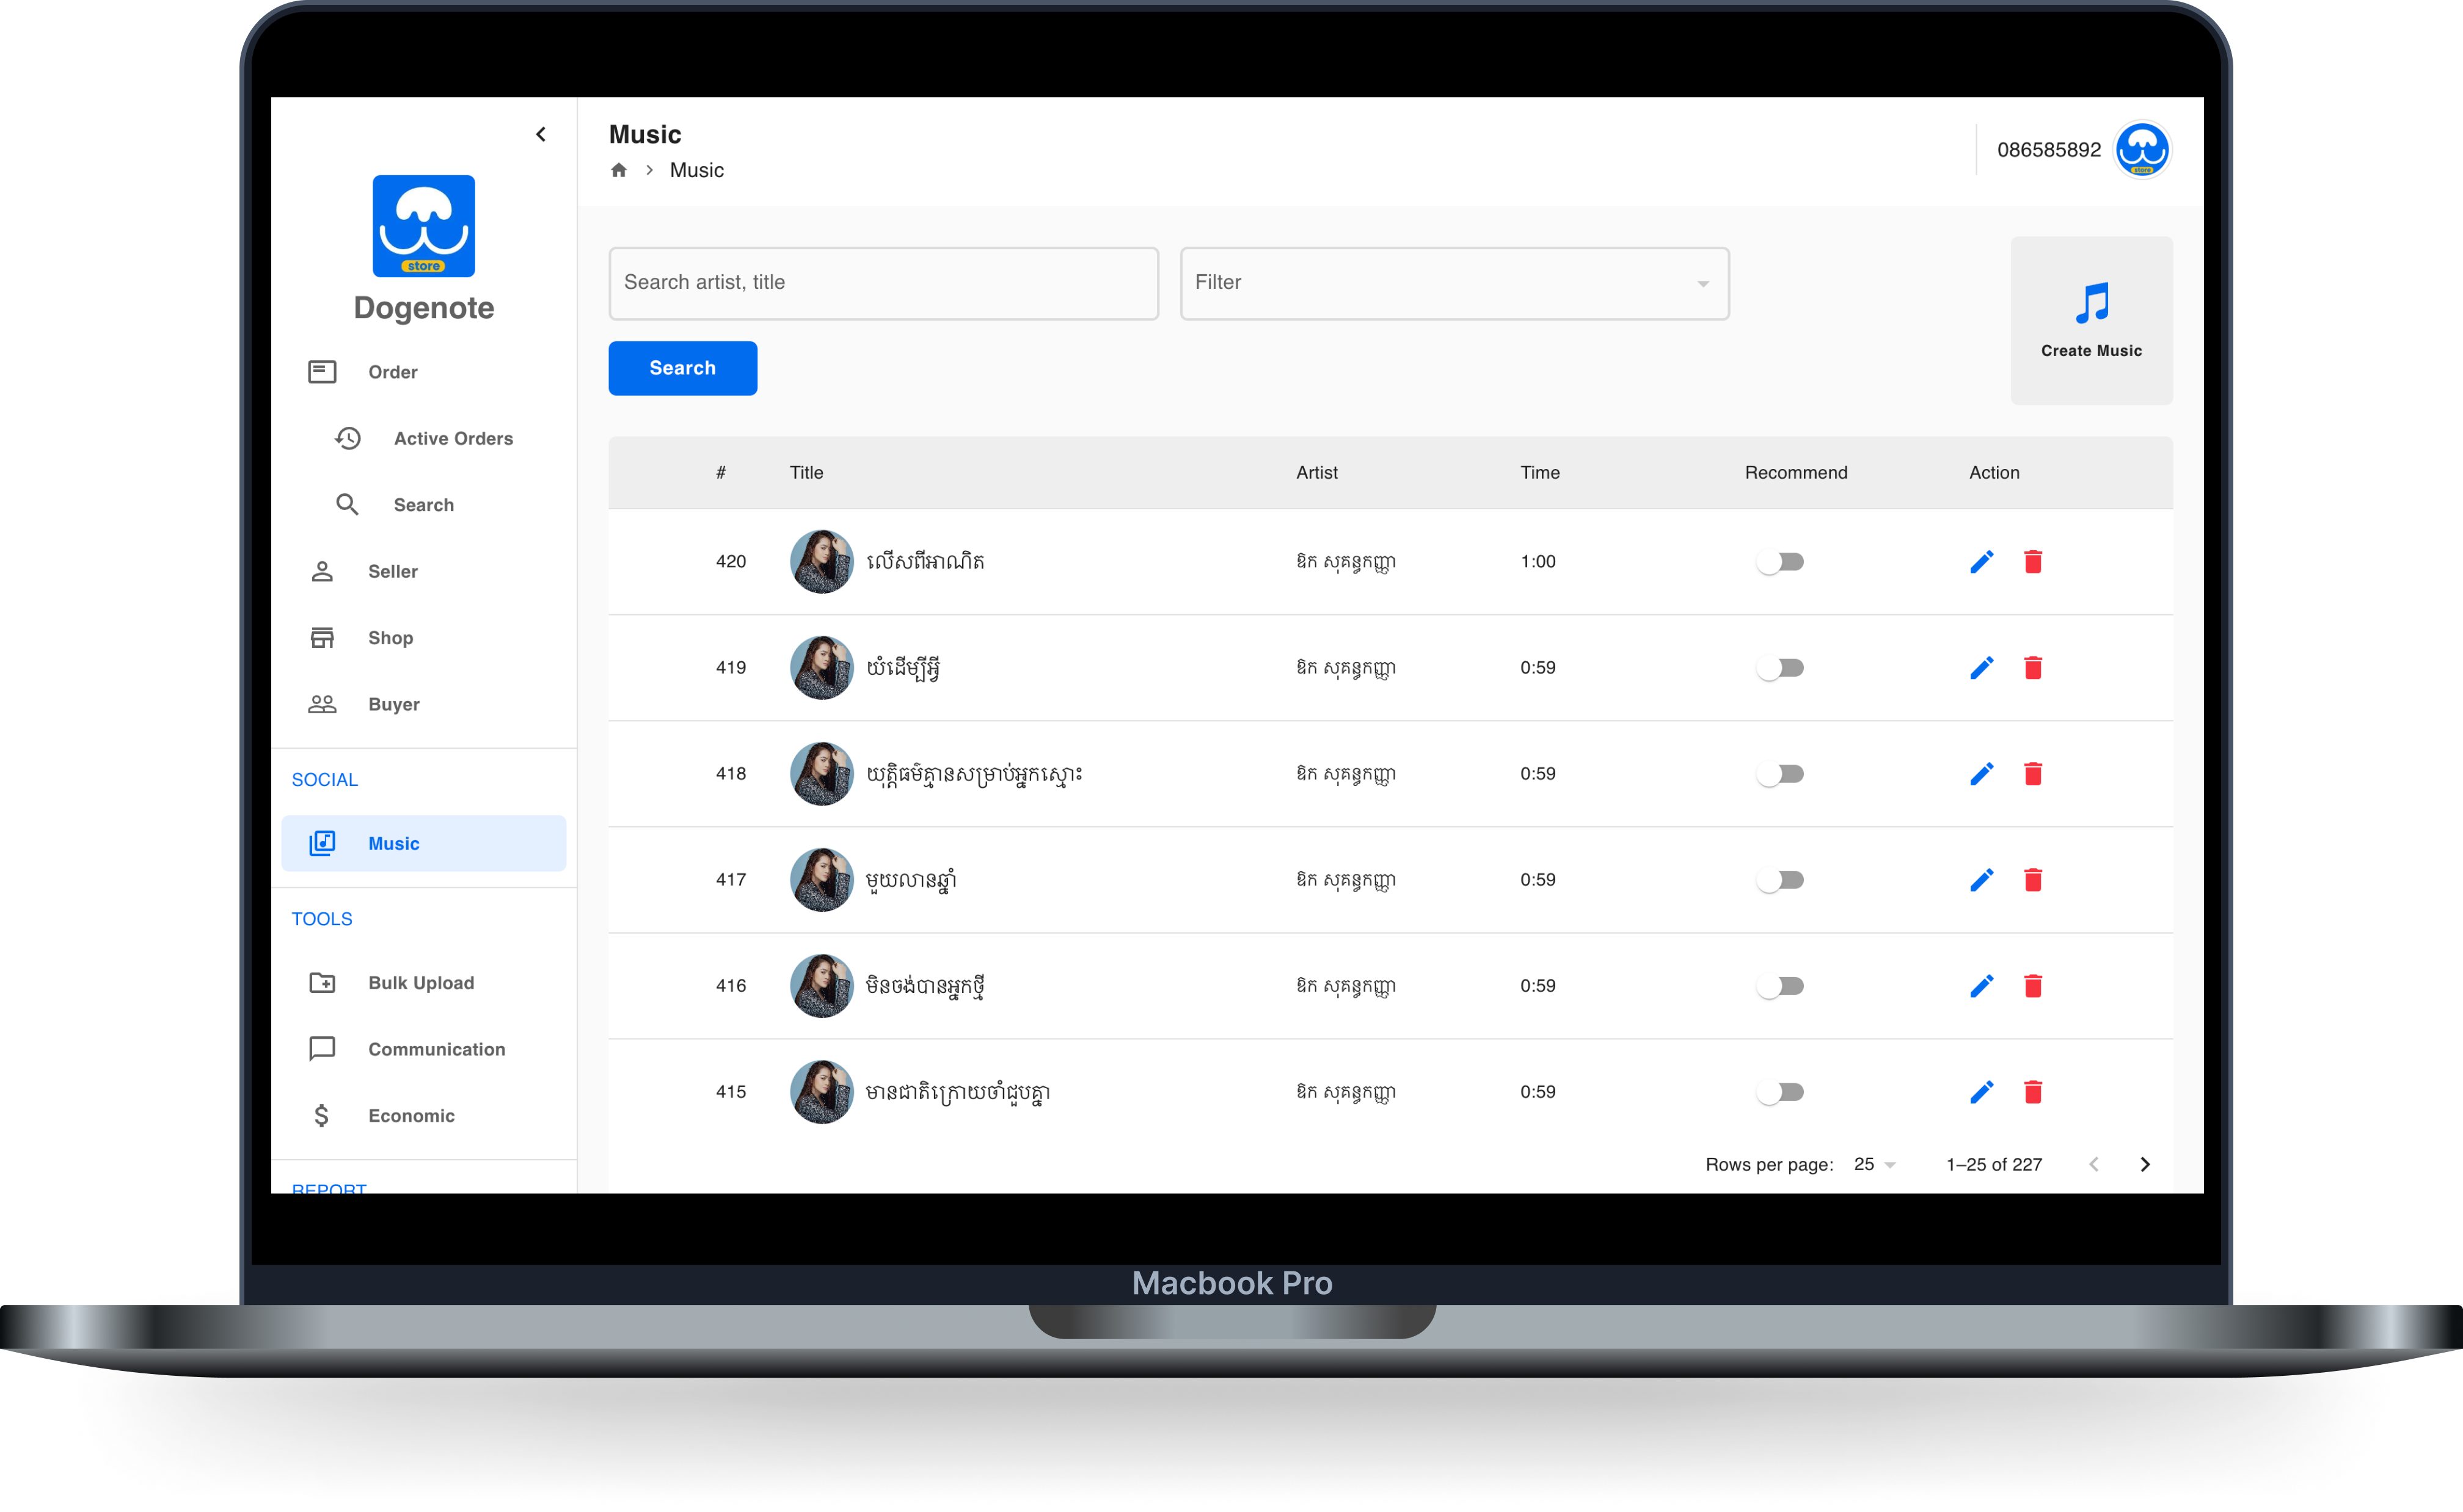 store
Dogenote
Order
Active Orders
Search
Seller
Shop
Buyer
SOCIAL
Music
TOOLS
Bulk Upload
Communication
Economic
REPORT
Music
Music
086585892
store
Search artist, title
Filter
Search
Create Music
# Title Artist Time Recommend Action
420 លើសពីអាណិត ឱក សុគន្ធកញ្ញា 1:00
419 យំដើម្បីអ្វី ឱក សុគន្ធកញ្ញា 0:59
418 យុត្តិធម៌គ្មានសម្រាប់អ្នកស្មោះ ឱក សុគន្ធកញ្ញា 0:59
417 មួយលានឆ្នាំ ឱក សុគន្ធកញ្ញា 0:59
416 មិនចង់បានអ្នកថ្មី ឱក សុគន្ធកញ្ញា 0:59
415 មានជាតិក្រោយចាំជួបគ្នា ឱក សុគន្ធកញ្ញា 0:59
Rows per page: 25 1–25 of 227
Macbook Pro